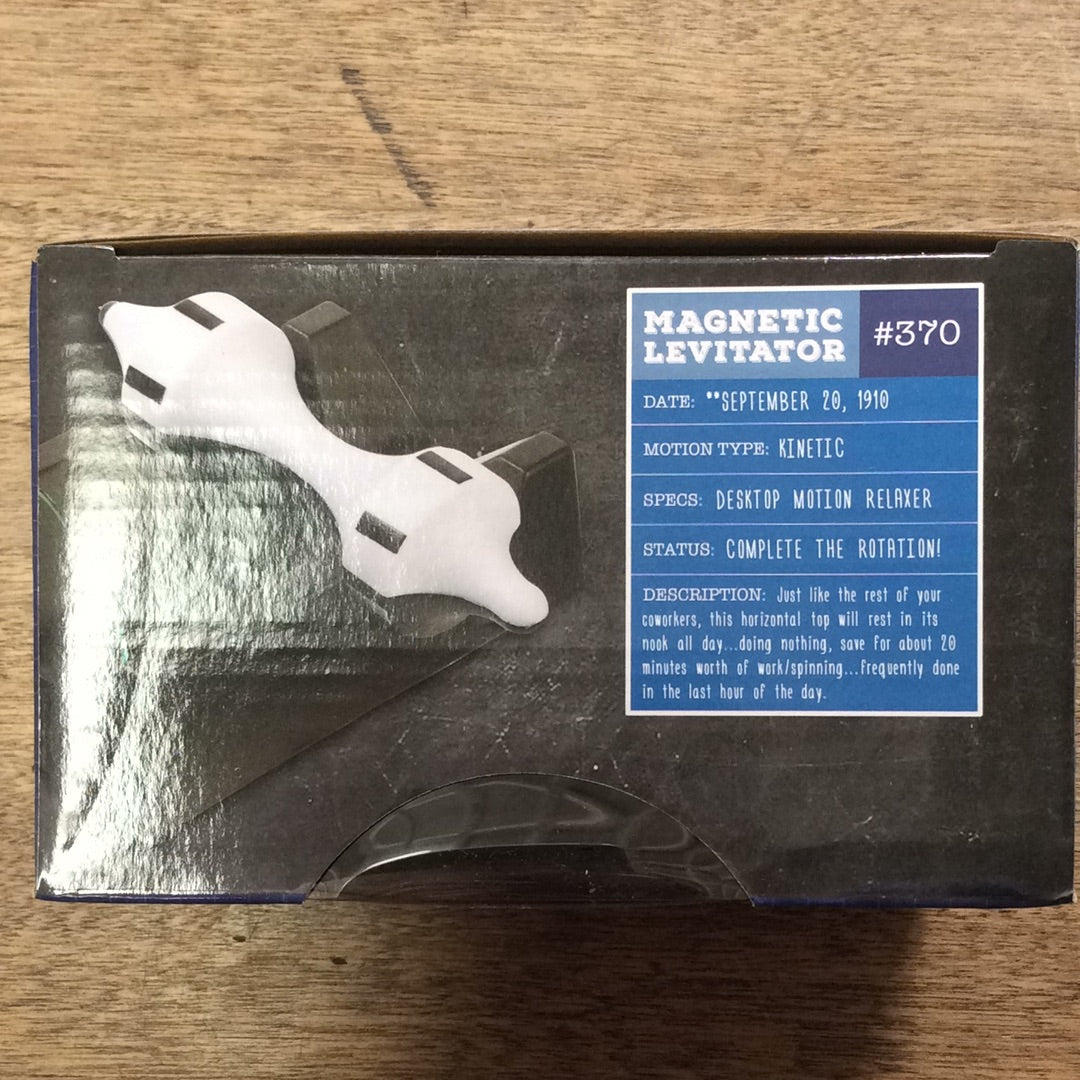 MAGNETIC
LEVITATOR
#370
DATE: **SEPTEMBER 20, 1910
MOTION TYPE: KINETIC
SPECS: DESKTOP MOTION RELAXER
STATUS: COMPLETE THE ROTATION!
DESCRIPTION: Just like the rest of your
coworkers, this horizontal top will rest in its
nook all day...doing nothing, save for about 20
minutes worth of work/spinning...frequently done
in the last hour of the day.